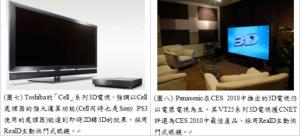 3D
(圖七) Toshiba的「Cell」系列3D電視，強調以Cell
處理器的強大運算功能(Cell同時也是Sony PS3
使用的處理器)能達到即時2D轉3D的效果，採用
RealD主動快門式眼鏡。
(圖八) Panasonic在CES 2010中推出的3D電視仍
以電漿電視為主，其VT25系列3D電視獲CNET
評選為CES 2010中最佳產品，採用RealD主
動快門式眼鏡。